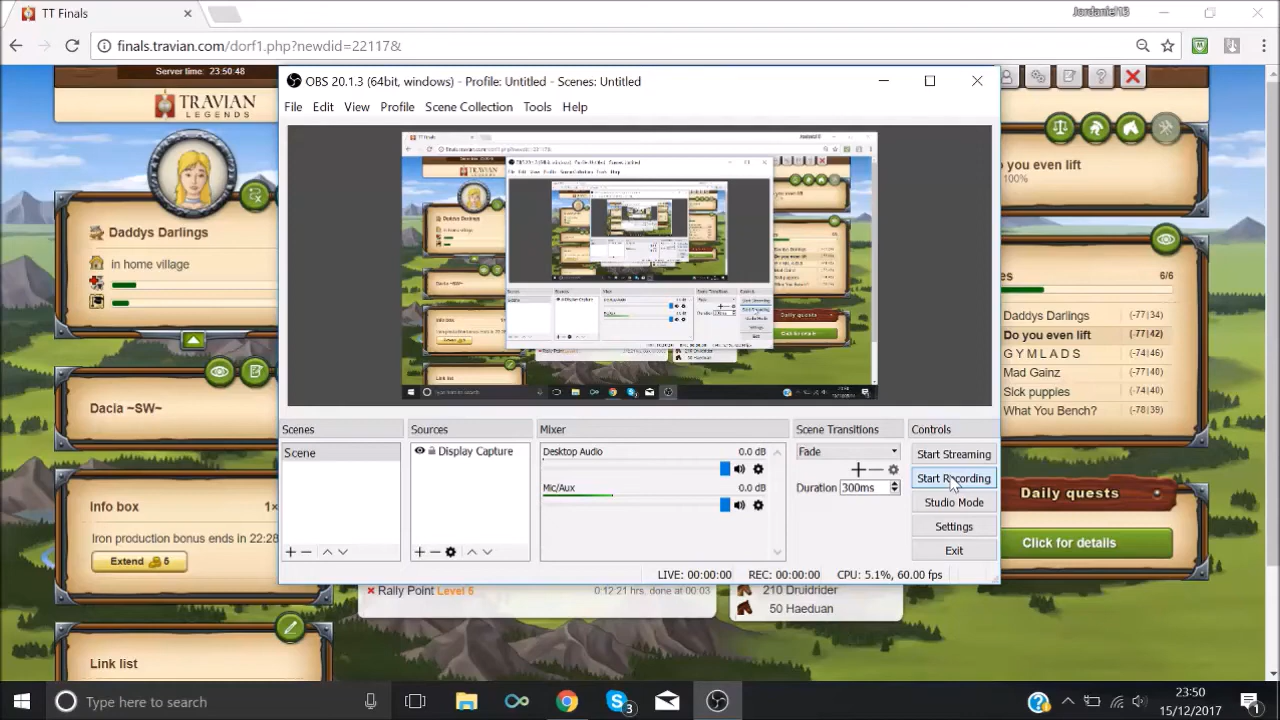 TT Finals
Jordaniel13
finals.travian.com/dorf1.php?newdid=22117&
Server time: 23:50:48
TRAVIAN
LEGENDS
OBS 20.1.3 (64bit, windows) - Profile: Untitled - Scenes: Untitled
File Edit View Profile Scene Collection Tools Help
Daddys Darlings
in home village
Dacia ~SW~
Info box 1×
Iron production bonus ends in 22:28
Extend 5
Link list
Scenes
Scene
Sources
Display Capture
Mixer
Desktop Audio 0.0 dB
Mic/Aux 0.0 dB
Scene Transitions
Fade
Duration 300ms
Controls
Start Streaming
Start Recording
Studio Mode
Settings
Exit
LIVE: 00:00:00 REC: 00:00:00 CPU: 5.1%, 60.00 fps
Rally Point Level 5 0:12:21 hrs. done at 00:03
210 Druidrider
50 Haeduan
you even lift
100%
es 6/6
Daddys Darlings (-77|34)
Do you even lift (-77|42)
G Y M L A D S (-74|46)
Mad Gainz (-77|40)
Sick puppies (-74|40)
What You Bench? (-78|39)
Daily quests
Click for details
Type here to search
3
23:50
15/12/2017
1